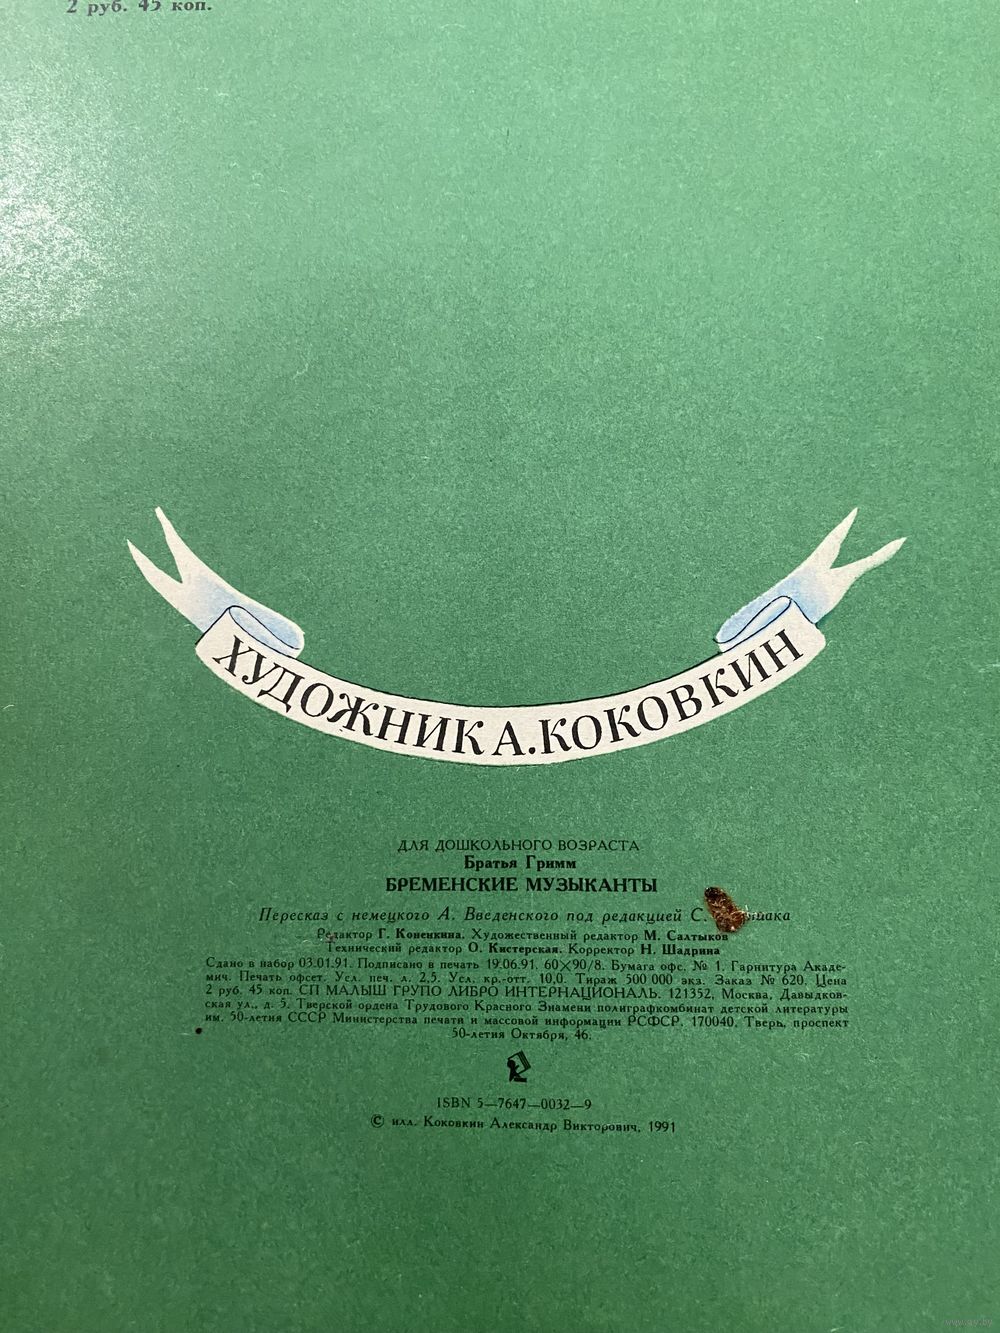 2 руб. 45 коп.
ХУДОЖНИК А.КОКОВКИН
ДЛЯ ДОШКОЛЬНОГО ВОЗРАСТА
Братья Гримм
БРЕМЕНСКИЕ МУЗЫКАНТЫ
Пересказ с немецкого А. Введенского под редакцией С.
Редактор Г. Коненкина. Художественный редактор М. Салтыков
Технический редактор О. Кистерская. Корректор Н. Шадрина
Сдано в набор 03.01.91. Подписано в печать 19.06.91. 60×90/8. Бумага офс. № 1. Гарнитура Акаде-
мич. Печать офсет. Усл. печ. л. 2,5. Усл. кр.-отт. 10,0. Тираж 500 000 экз. Заказ № 620. Цена
2 руб. 45 коп. СП МАЛЫШ ГРУПО ЛИБРО ИНТЕРНАЦИОНАЛЬ. 121352, Москва, Давыдков-
ская ул., д. 5. Тверской ордена Трудового Красного Знамени полиграфкомбинат детской литературы
им. 50-летия СССР Министерства печати и массовой информации РСФСР. 170040, Тверь, проспект
50-летия Октября, 46.
ISBN 5—7647—0032—9
© илл. Коковкин Александр Викторович, 1991